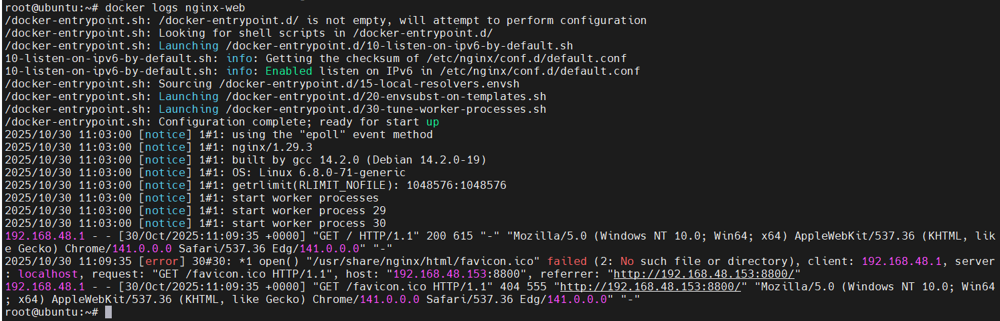 root@ubuntu:~# docker logs nginx-web
/docker-entrypoint.sh: /docker-entrypoint.d/ is not empty, will attempt to perform configuration
/docker-entrypoint.sh: Looking for shell scripts in /docker-entrypoint.d/
/docker-entrypoint.sh: Launching /docker-entrypoint.d/10-listen-on-ipv6-by-default.sh
10-listen-on-ipv6-by-default.sh: info: Getting the checksum of /etc/nginx/conf.d/default.conf
10-listen-on-ipv6-by-default.sh: info: Enabled listen on IPv6 in /etc/nginx/conf.d/default.conf
/docker-entrypoint.sh: Sourcing /docker-entrypoint.d/15-local-resolvers.envsh
/docker-entrypoint.sh: Launching /docker-entrypoint.d/20-envsubst-on-templates.sh
/docker-entrypoint.sh: Launching /docker-entrypoint.d/30-tune-worker-processes.sh
/docker-entrypoint.sh: Configuration complete; ready for start up
2025/10/30 11:03:00 [notice] 1#1: using the "epoll" event method
2025/10/30 11:03:00 [notice] 1#1: nginx/1.29.3
2025/10/30 11:03:00 [notice] 1#1: built by gcc 14.2.0 (Debian 14.2.0-19)
2025/10/30 11:03:00 [notice] 1#1: OS: Linux 6.8.0-71-generic
2025/10/30 11:03:00 [notice] 1#1: getrlimit(RLIMIT_NOFILE): 1048576:1048576
2025/10/30 11:03:00 [notice] 1#1: start worker processes
2025/10/30 11:03:00 [notice] 1#1: start worker process 29
2025/10/30 11:03:00 [notice] 1#1: start worker process 30
192.168.48.1 - - [30/Oct/2025:11:09:35 +0000] "GET / HTTP/1.1" 200 615 "-" "Mozilla/5.0 (Windows NT 10.0; Win64; x64) AppleWebKit/537.36 (KHTML, lik
e Gecko) Chrome/141.0.0.0 Safari/537.36 Edg/141.0.0.0" "-"
2025/10/30 11:09:35 [error] 30#30: *1 open() "/usr/share/nginx/html/favicon.ico" failed (2: No such file or directory), client: 192.168.48.1, server
: localhost, request: "GET /favicon.ico HTTP/1.1", host: "192.168.48.153:8800", referrer: "http://192.168.48.153:8800/"
192.168.48.1 - - [30/Oct/2025:11:09:35 +0000] "GET /favicon.ico HTTP/1.1" 404 555 "http://192.168.48.153:8800/" "Mozilla/5.0 (Windows NT 10.0; Win64
; x64) AppleWebKit/537.36 (KHTML, like Gecko) Chrome/141.0.0.0 Safari/537.36 Edg/141.0.0.0" "-"
root@ubuntu:~#